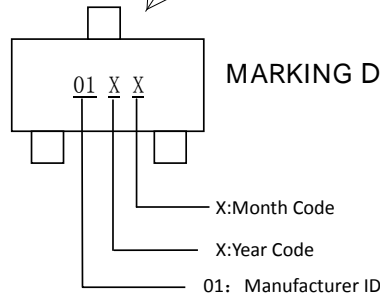 MARKING D
01 X X
X:Month Code
X:Year Code
01: Manufacturer ID